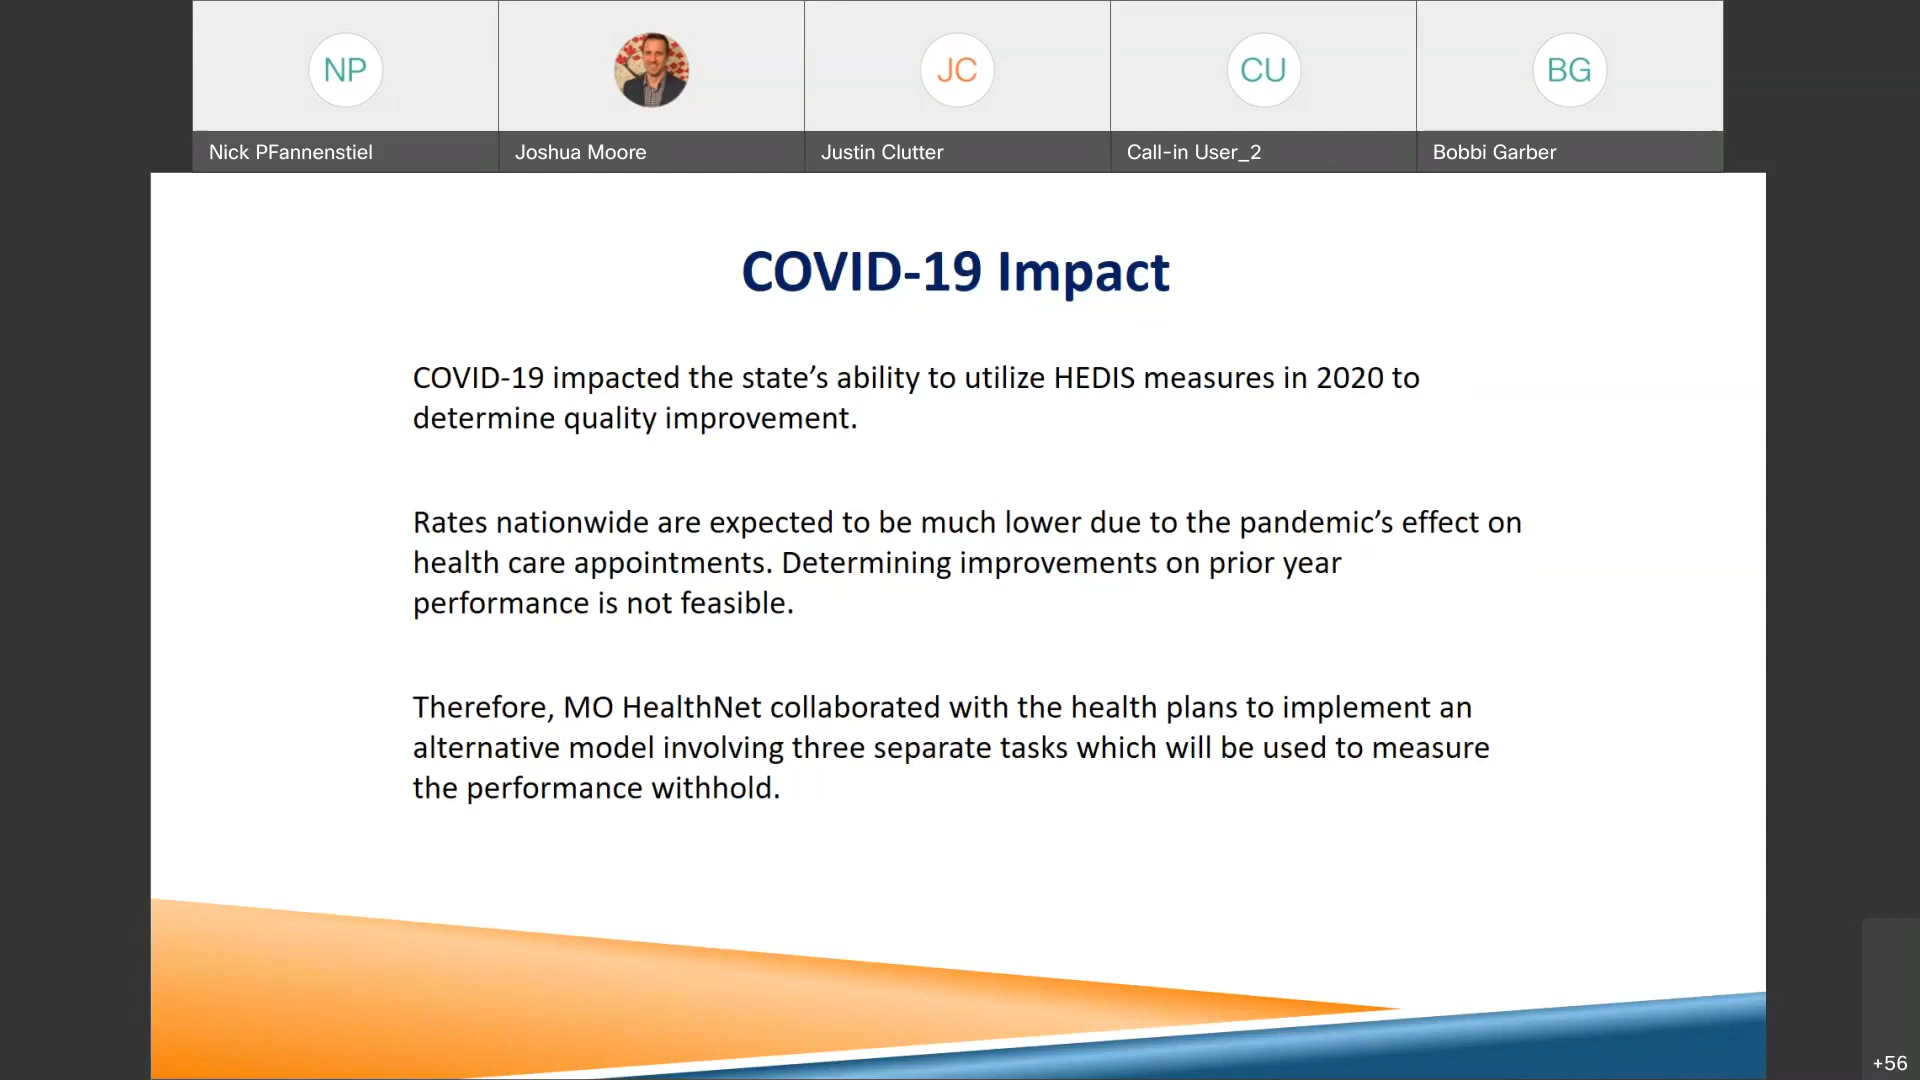 NP
JC
CU
BG
Nick PFannenstiel
Joshua Moore
Justin Clutter
Call-in User_2
Bobbi Garber
COVID-19 Impact
COVID-19 impacted the state’s ability to utilize HEDIS measures in 2020 to
determine quality improvement.
Rates nationwide are expected to be much lower due to the pandemic’s effect on
health care appointments. Determining improvements on prior year
performance is not feasible.
Therefore, MO HealthNet collaborated with the health plans to implement an
alternative model involving three separate tasks which will be used to measure
the performance withhold.
+56